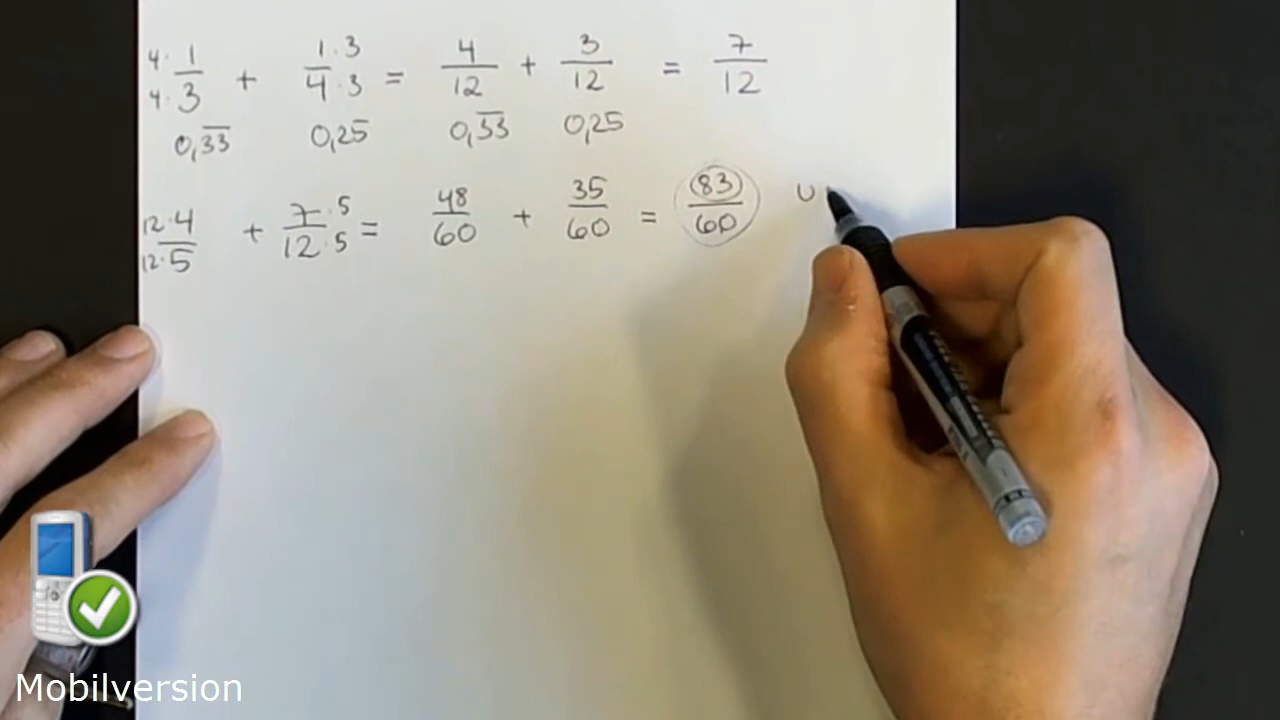 4· 1/3 ·4 + 1·3/4·3 = 4/12 + 3/12 = 7/12
0,33 0,25 0,33 0,25
12·4/12·5 + 7·5/12·5 = 48/60 + 35/60 = 83/60 U
Mobilversion